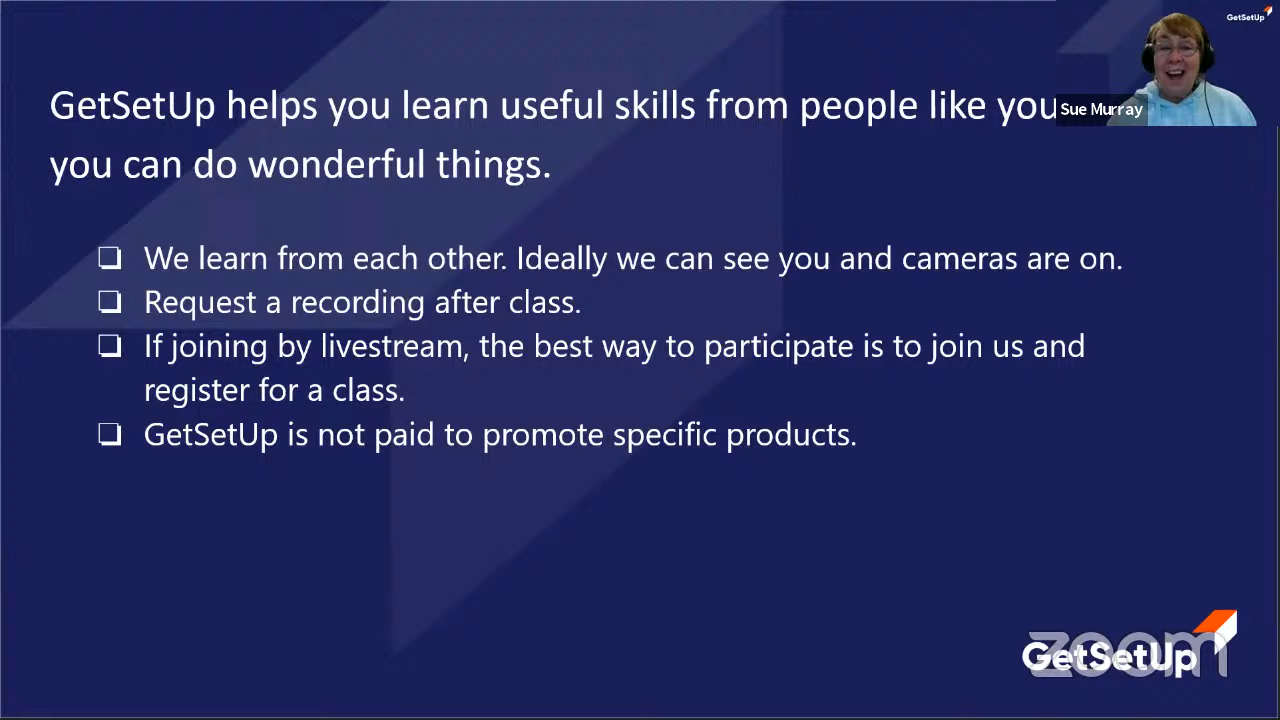 GetSetUp
GetSetUp helps you learn useful skills from people like you
Sue Murray
you can do wonderful things.
❑ We learn from each other. Ideally we can see you and cameras are on.
❑ Request a recording after class.
❑ If joining by livestream, the best way to participate is to join us and
register for a class.
❑ GetSetUp is not paid to promote specific products.
zoom
GetSetUp